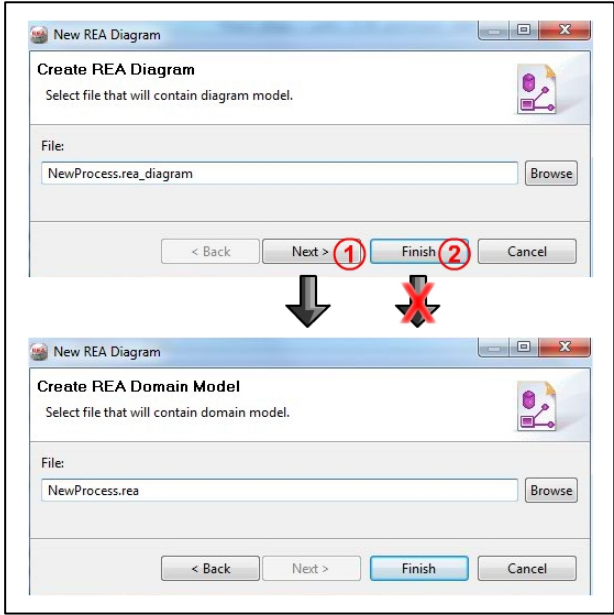 New REA Diagram
Create REA Diagram
Select file that will contain diagram model.
File:
NewProcess.rea_diagram Browse
< Back Next > 1 Finish 2 Cancel
X
New REA Diagram
Create REA Domain Model
Select file that will contain domain model.
File:
NewProcess.rea Browse
< Back Next > Finish Cancel